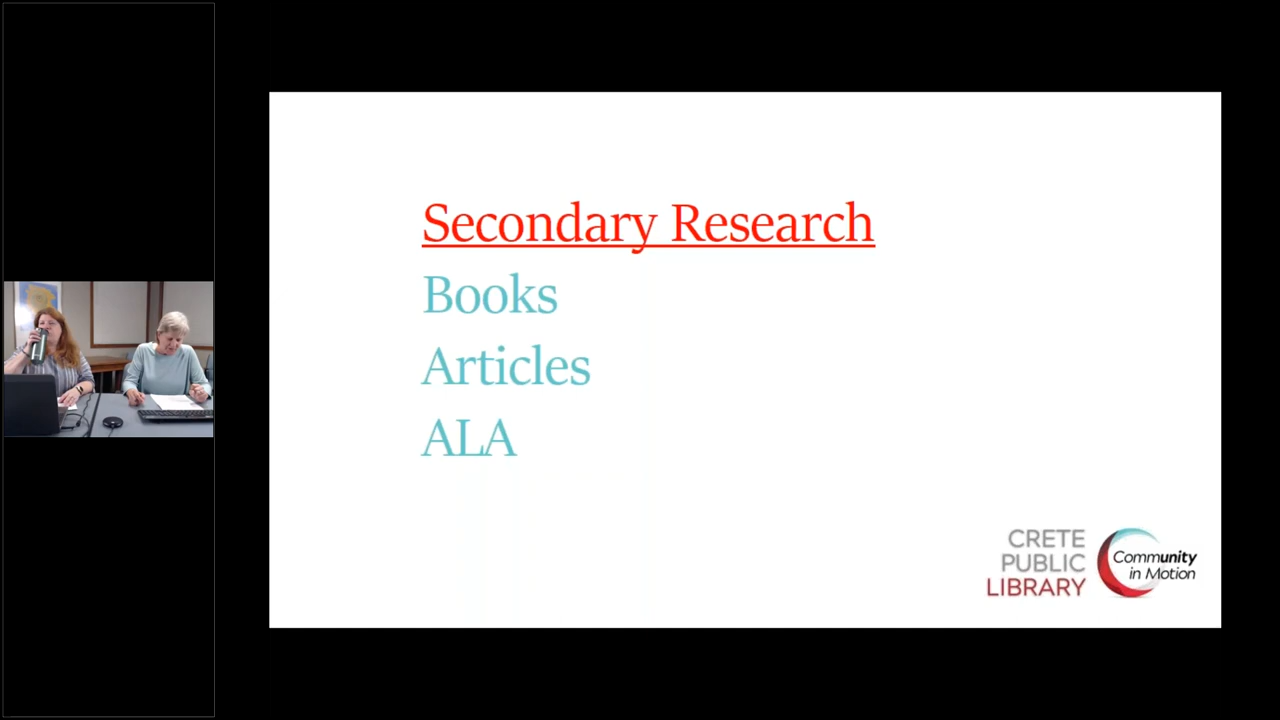 Secondary Research
Books
Articles
ALA
CRETE
PUBLIC
LIBRARY
Community
in Motion